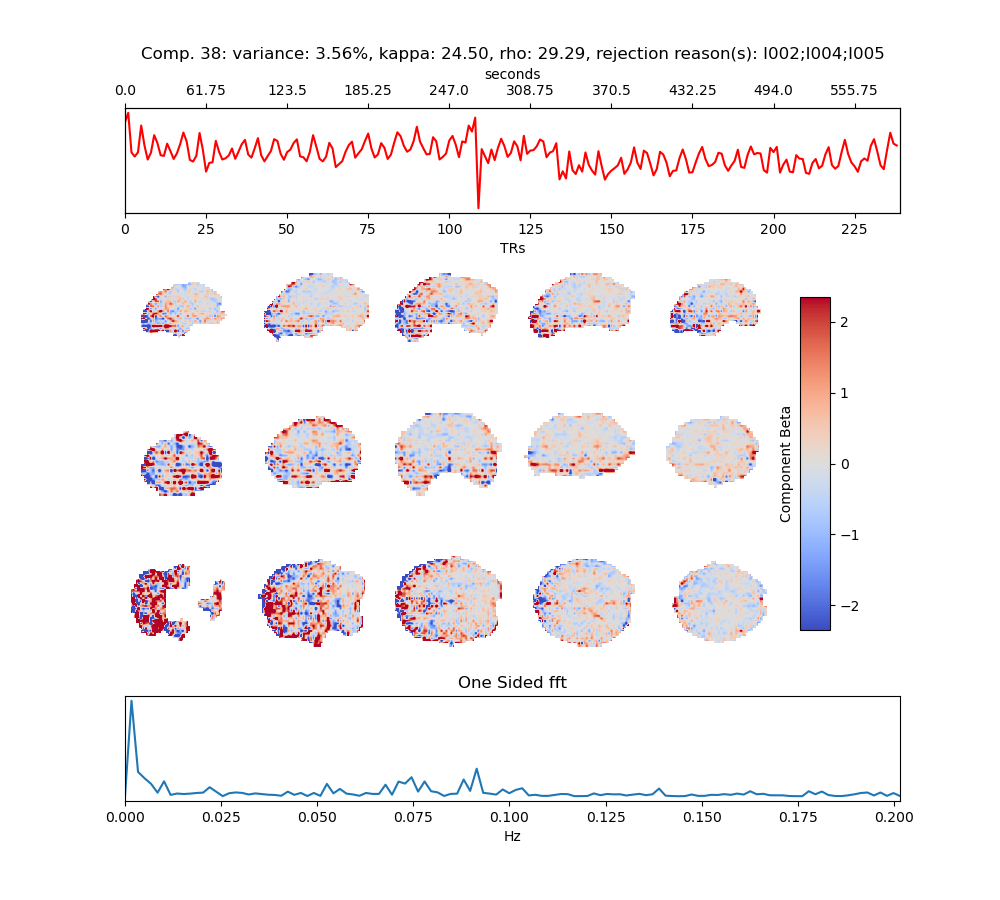 Comp. 38: variance: 3.56%, kappa: 24.50, rho: 29.29, rejection reason(s): I002;I004;I005
seconds
0.0 61.75 123.5 185.25 247.0 308.75 370.5 432.25 494.0 555.75
0 25 50 75 100 125 150 175 200 225
TRs
2
1
0
−1
−2
Component Beta
One Sided fft
0.000 0.025 0.050 0.075 0.100 0.125 0.150 0.175 0.200
Hz